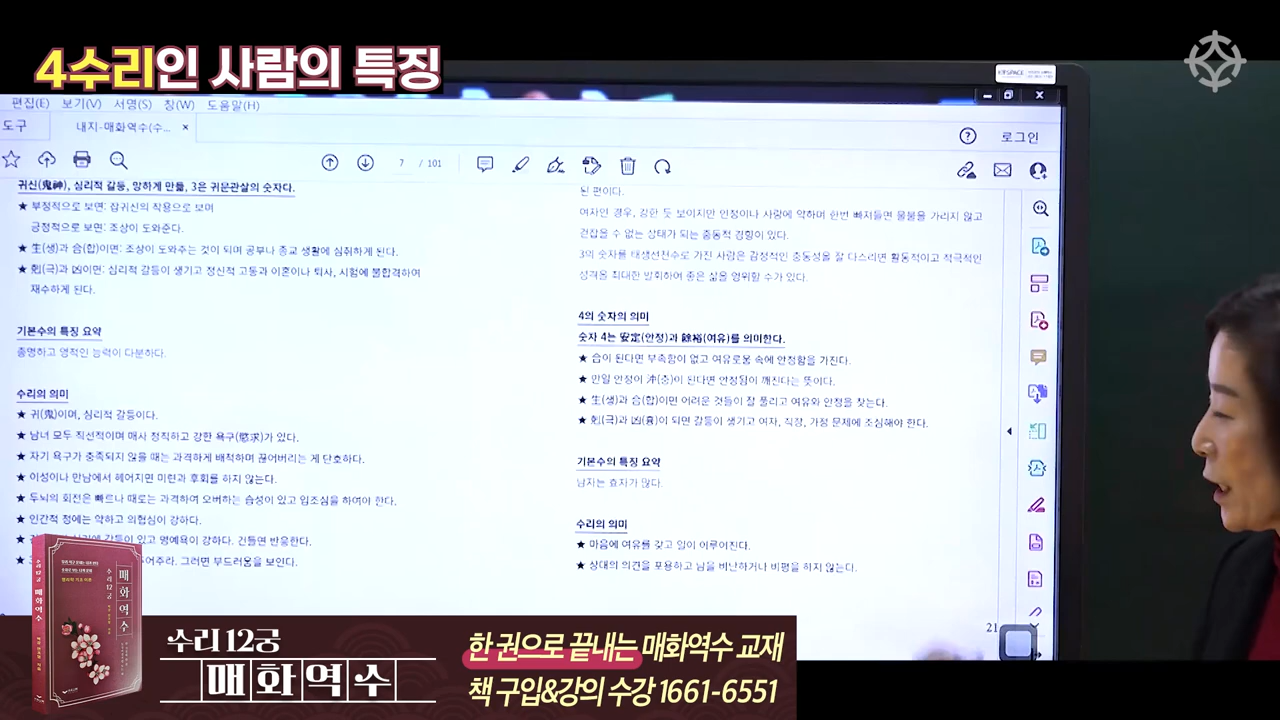 4수리인 사람의 특징
편집(E) 보기(V) 서명(S) 창(W) 도움말(H)
도구
내지-매화역수(수... ×
로그인
7 / 101
귀신(鬼神), 심리적 갈등, 망하게 만듦, 3은 귀문관살의 숫자다.
★ 부정적으로 보면: 잡귀신의 작용으로 보며
긍정적으로 보면: 조상이 도와준다.
★ 生(생)과 合(합)이면: 조상이 도와주는 것이 되며 공부나 종교 생활에 심취하게 된다.
★ 剋(극)과 凶이면: 심리적 갈등이 생기고 정신적 고통과 이혼이나 퇴사, 시험에 불합격하여
재수하게 된다.
기본수의 특징 요약
총명하고 영적인 능력이 다분하다.
수리의 의미
★ 귀(鬼)이며, 심리적 갈등이다.
★ 남녀 모두 직선적이며 매사 정직하고 강한 욕구(慾求)가 있다.
★ 자기 욕구가 충족되지 않을 때는 과격하게 배척하며 끊어버리는 게 단호하다.
★ 이성이나 만남에서 헤어지면 미련과 후회를 하지 않는다.
★ 두뇌의 회전은 빠르나 때로는 과격하여 오버하는 습성이 있고 입조심을 하여야 한다.
★ 인간적 정에는 약하고 의협심이 강하다.
갈등이 있고 명예욕이 강하다. 건들면 반응한다.
주어라. 그러면 부드러움을 보인다.
된 편이다.
여자인 경우, 강한 듯 보이지만 인정이나 사랑에 약하며 한번 빠져들면 물불을 가리지 않고
걷잡을 수 없는 상태가 되는 충동적 경향이 있다.
3의 숫자를 태생선천수로 가진 사람은 감정적인 충동성을 잘 다스리면 활동적이고 적극적인
성격을 최대한 발휘하여 좋은 삶을 영위할 수가 있다.
4의 숫자의 의미
숫자 4는 安定(안정)과 餘裕(여유)를 의미한다.
★ 습이 된다면 부족함이 없고 여유로움 속에 안정함을 가진다.
★ 만일 안정이 沖(충)이 된다면 안정됨이 깨진다는 뜻이다.
★ 生(생)과 合(합)이면 어려운 것들이 잘 풀리고 여유와 안정을 찾는다.
★ 剋(극)과 凶(흉)이 되면 갈등이 생기고 여자, 직장, 가정 문제에 조심해야 한다.
기본수의 특징 요약
남자는 효자가 많다.
수리의 의미
★ 마음에 여유를 갖고 일이 이루어진다.
★ 상대의 의견을 포용하고 남을 비난하거나 비평을 하지 않는다.
21
수리12궁
매화역수
수리12궁
매화역수
한 권으로 끝내는 매화역수 교재
책 구입&강의 수강 1661-6551